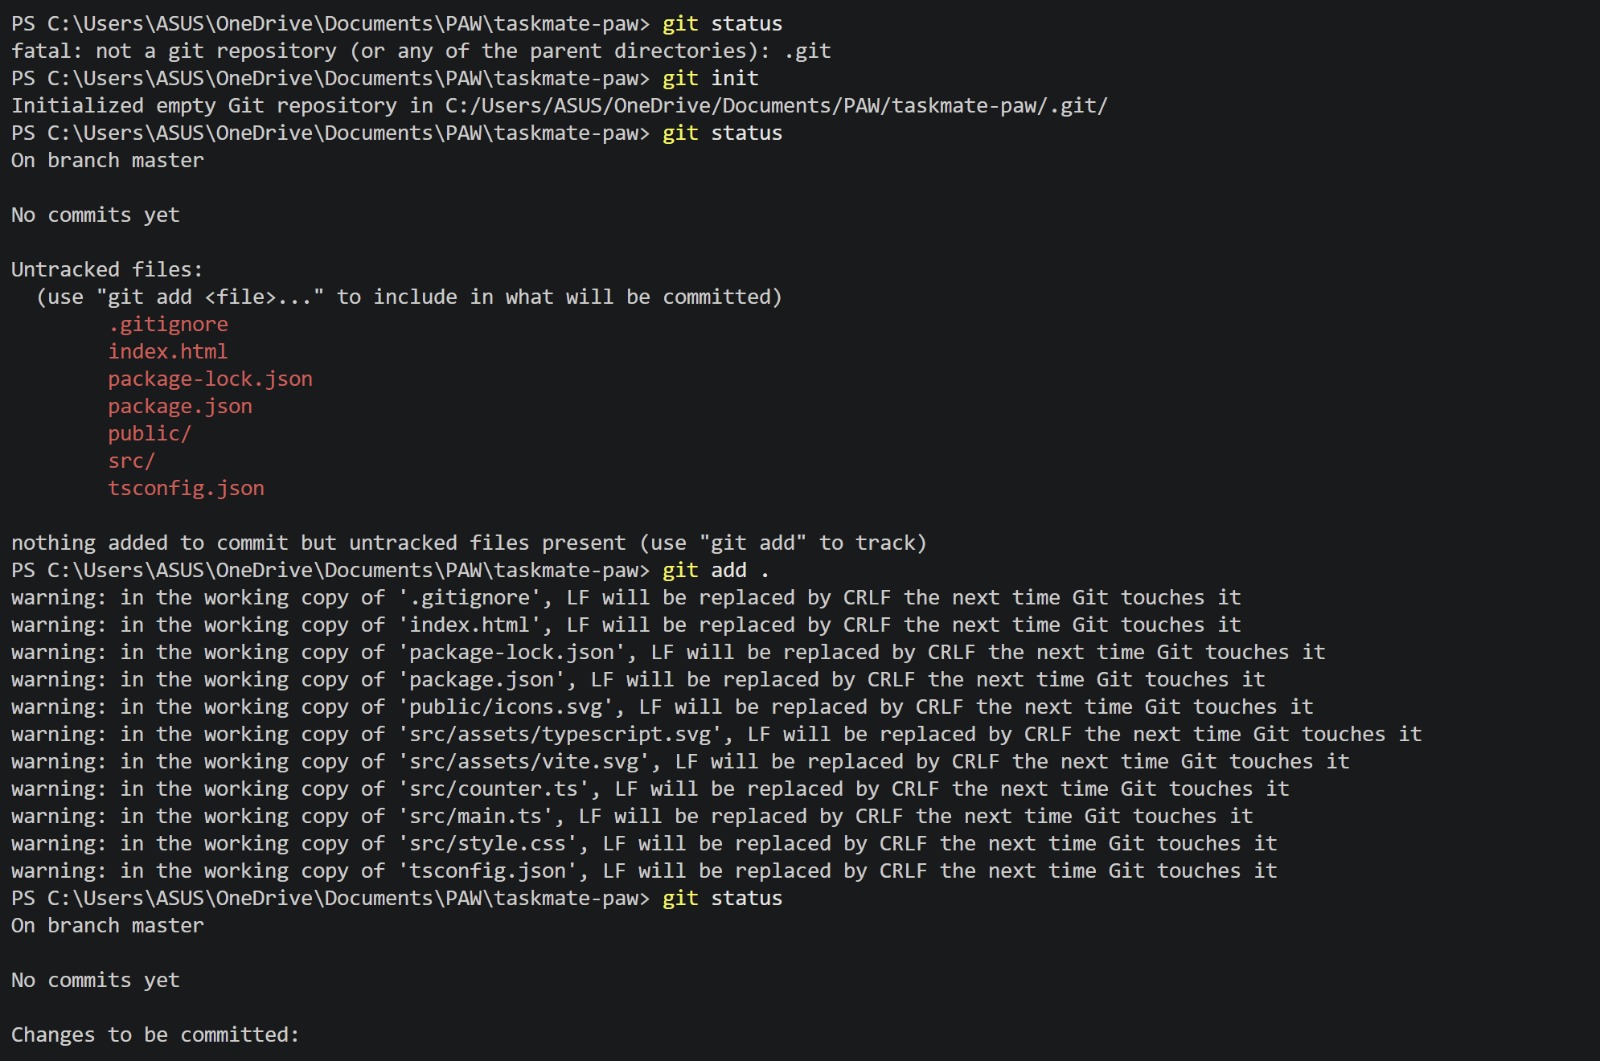 PS C:\Users\ASUS\OneDrive\Documents\PAW\taskmate-paw> git status
fatal: not a git repository (or any of the parent directories): .git
PS C:\Users\ASUS\OneDrive\Documents\PAW\taskmate-paw> git init
Initialized empty Git repository in C:/Users/ASUS/OneDrive/Documents/PAW/taskmate-paw/.git/
PS C:\Users\ASUS\OneDrive\Documents\PAW\taskmate-paw> git status
On branch master

No commits yet

Untracked files:
  (use "git add <file>..." to include in what will be committed)
        .gitignore
        index.html
        package-lock.json
        package.json
        public/
        src/
        tsconfig.json

nothing added to commit but untracked files present (use "git add" to track)
PS C:\Users\ASUS\OneDrive\Documents\PAW\taskmate-paw> git add .
warning: in the working copy of '.gitignore', LF will be replaced by CRLF the next time Git touches it
warning: in the working copy of 'index.html', LF will be replaced by CRLF the next time Git touches it
warning: in the working copy of 'package-lock.json', LF will be replaced by CRLF the next time Git touches it
warning: in the working copy of 'package.json', LF will be replaced by CRLF the next time Git touches it
warning: in the working copy of 'public/icons.svg', LF will be replaced by CRLF the next time Git touches it
warning: in the working copy of 'src/assets/typescript.svg', LF will be replaced by CRLF the next time Git touches it
warning: in the working copy of 'src/assets/vite.svg', LF will be replaced by CRLF the next time Git touches it
warning: in the working copy of 'src/counter.ts', LF will be replaced by CRLF the next time Git touches it
warning: in the working copy of 'src/main.ts', LF will be replaced by CRLF the next time Git touches it
warning: in the working copy of 'src/style.css', LF will be replaced by CRLF the next time Git touches it
warning: in the working copy of 'tsconfig.json', LF will be replaced by CRLF the next time Git touches it
PS C:\Users\ASUS\OneDrive\Documents\PAW\taskmate-paw> git status
On branch master

No commits yet

Changes to be committed: